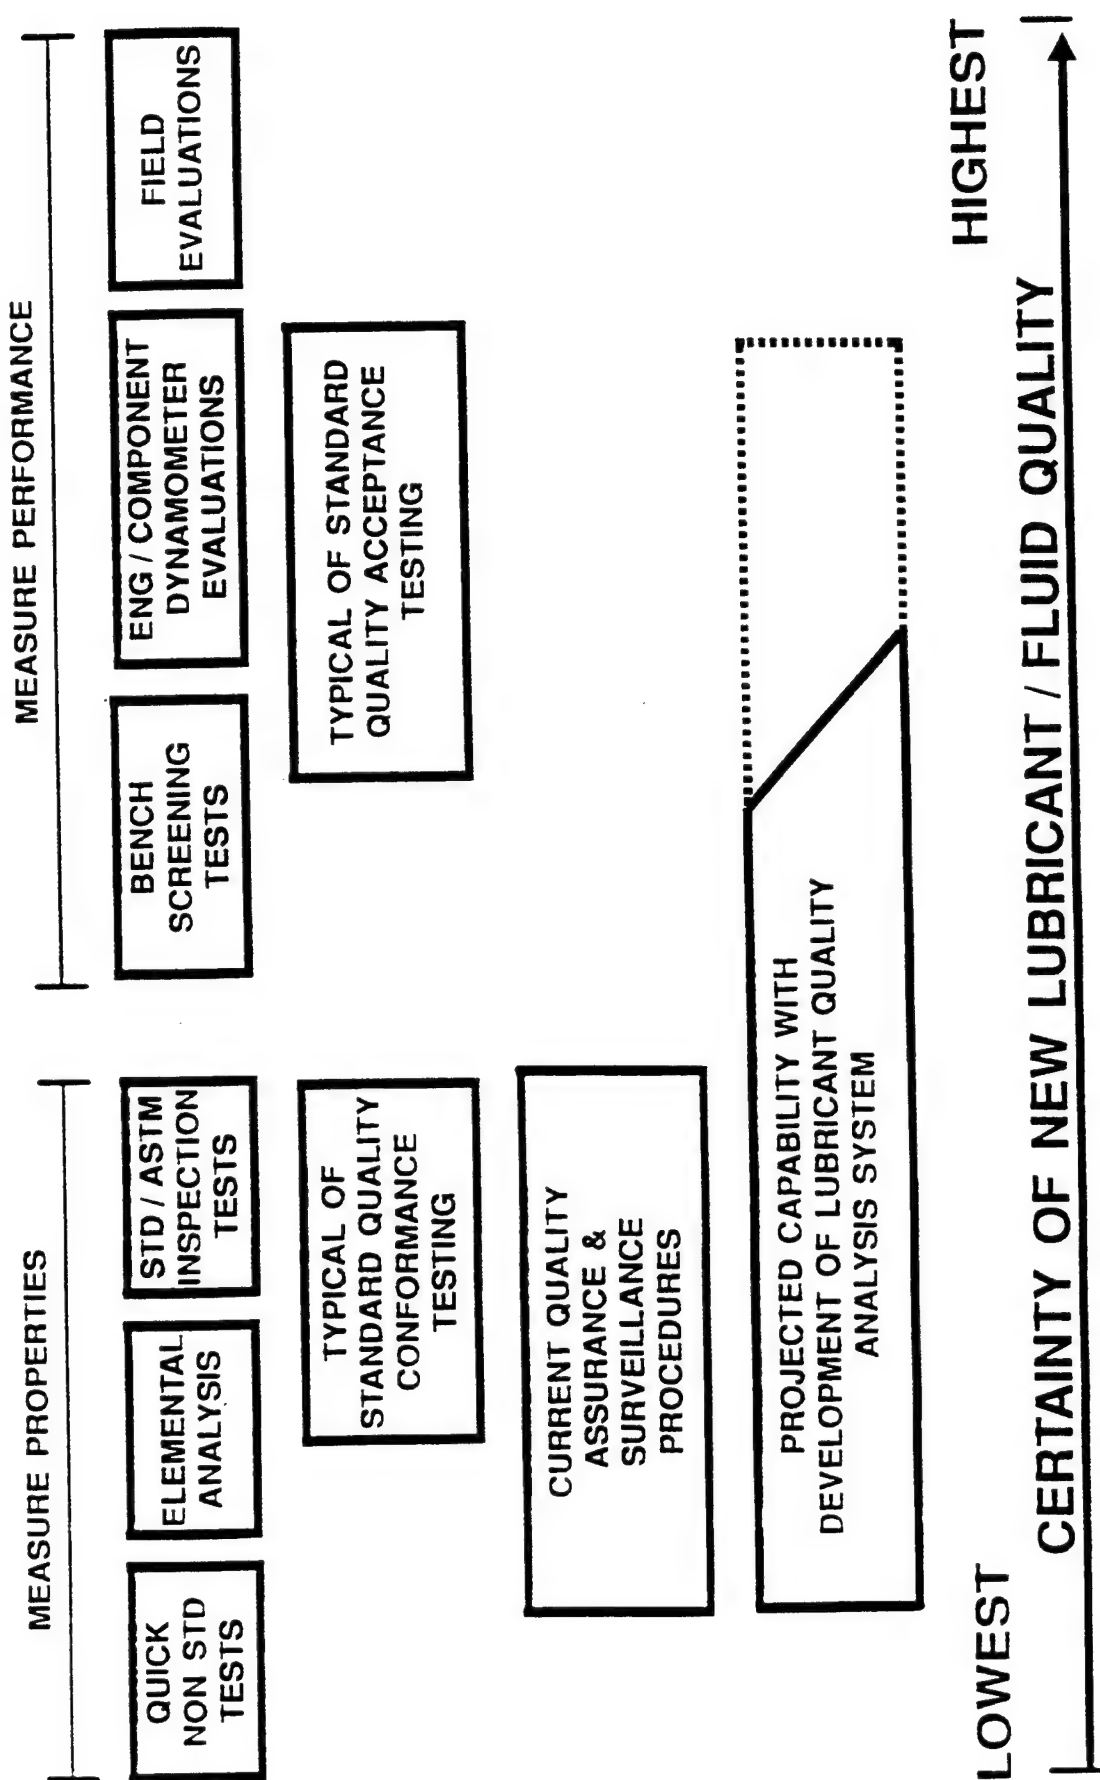 MEASURE PROPERTIES
MEASURE PERFORMANCE
QUICK
NON STD
TESTS
ELEMENTAL
ANALYSIS
STD / ASTM
INSPECTION
TESTS
BENCH
SCREENING
TESTS
ENG / COMPONENT
DYNAMOMETER
EVALUATIONS
FIELD
EVALUATIONS
TYPICAL OF
STANDARD QUALITY
CONFORMANCE
TESTING
TYPICAL OF STANDARD
QUALITY ACCEPTANCE
TESTING
CURRENT QUALITY
ASSURANCE &
SURVEILLANCE
PROCEDURES
PROJECTED CAPABILITY WITH
DEVELOPMENT OF LUBRICANT QUALITY
ANALYSIS SYSTEM
LOWEST
HIGHEST
CERTAINTY OF NEW LUBRICANT / FLUID QUALITY